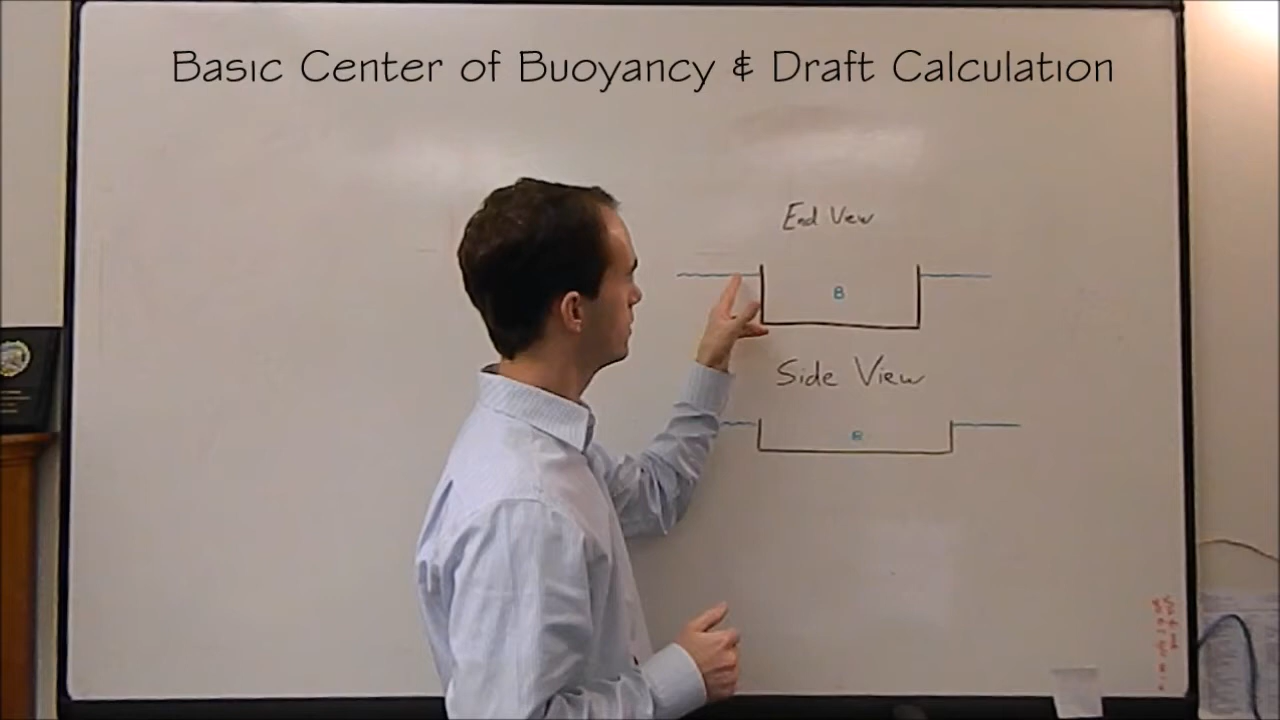 Basic Center of Buoyancy & Draft Calculation
End View
B
Side View
B